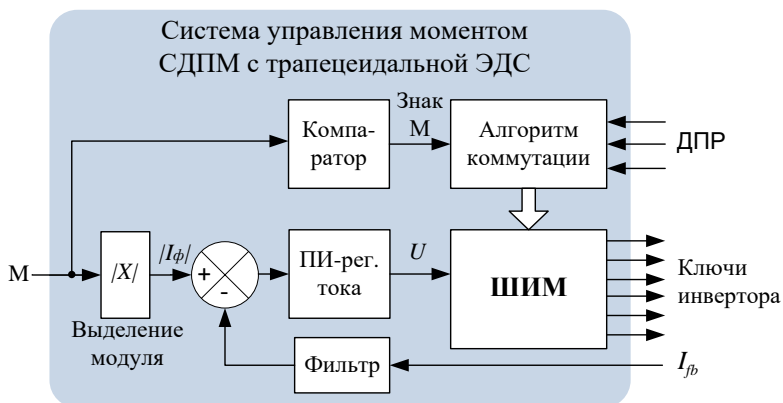 Система управления моментом
СДПМ с трапецеидальной ЭДС
Знак
М
Компа-
ратор
Алгоритм
коммутации
ДПР
М
|X|
|Iф|
+
-
ПИ-рег.
тока
U
ШИМ
Ключи
инвертора
Выделение
модуля
Фильтр
Ifb